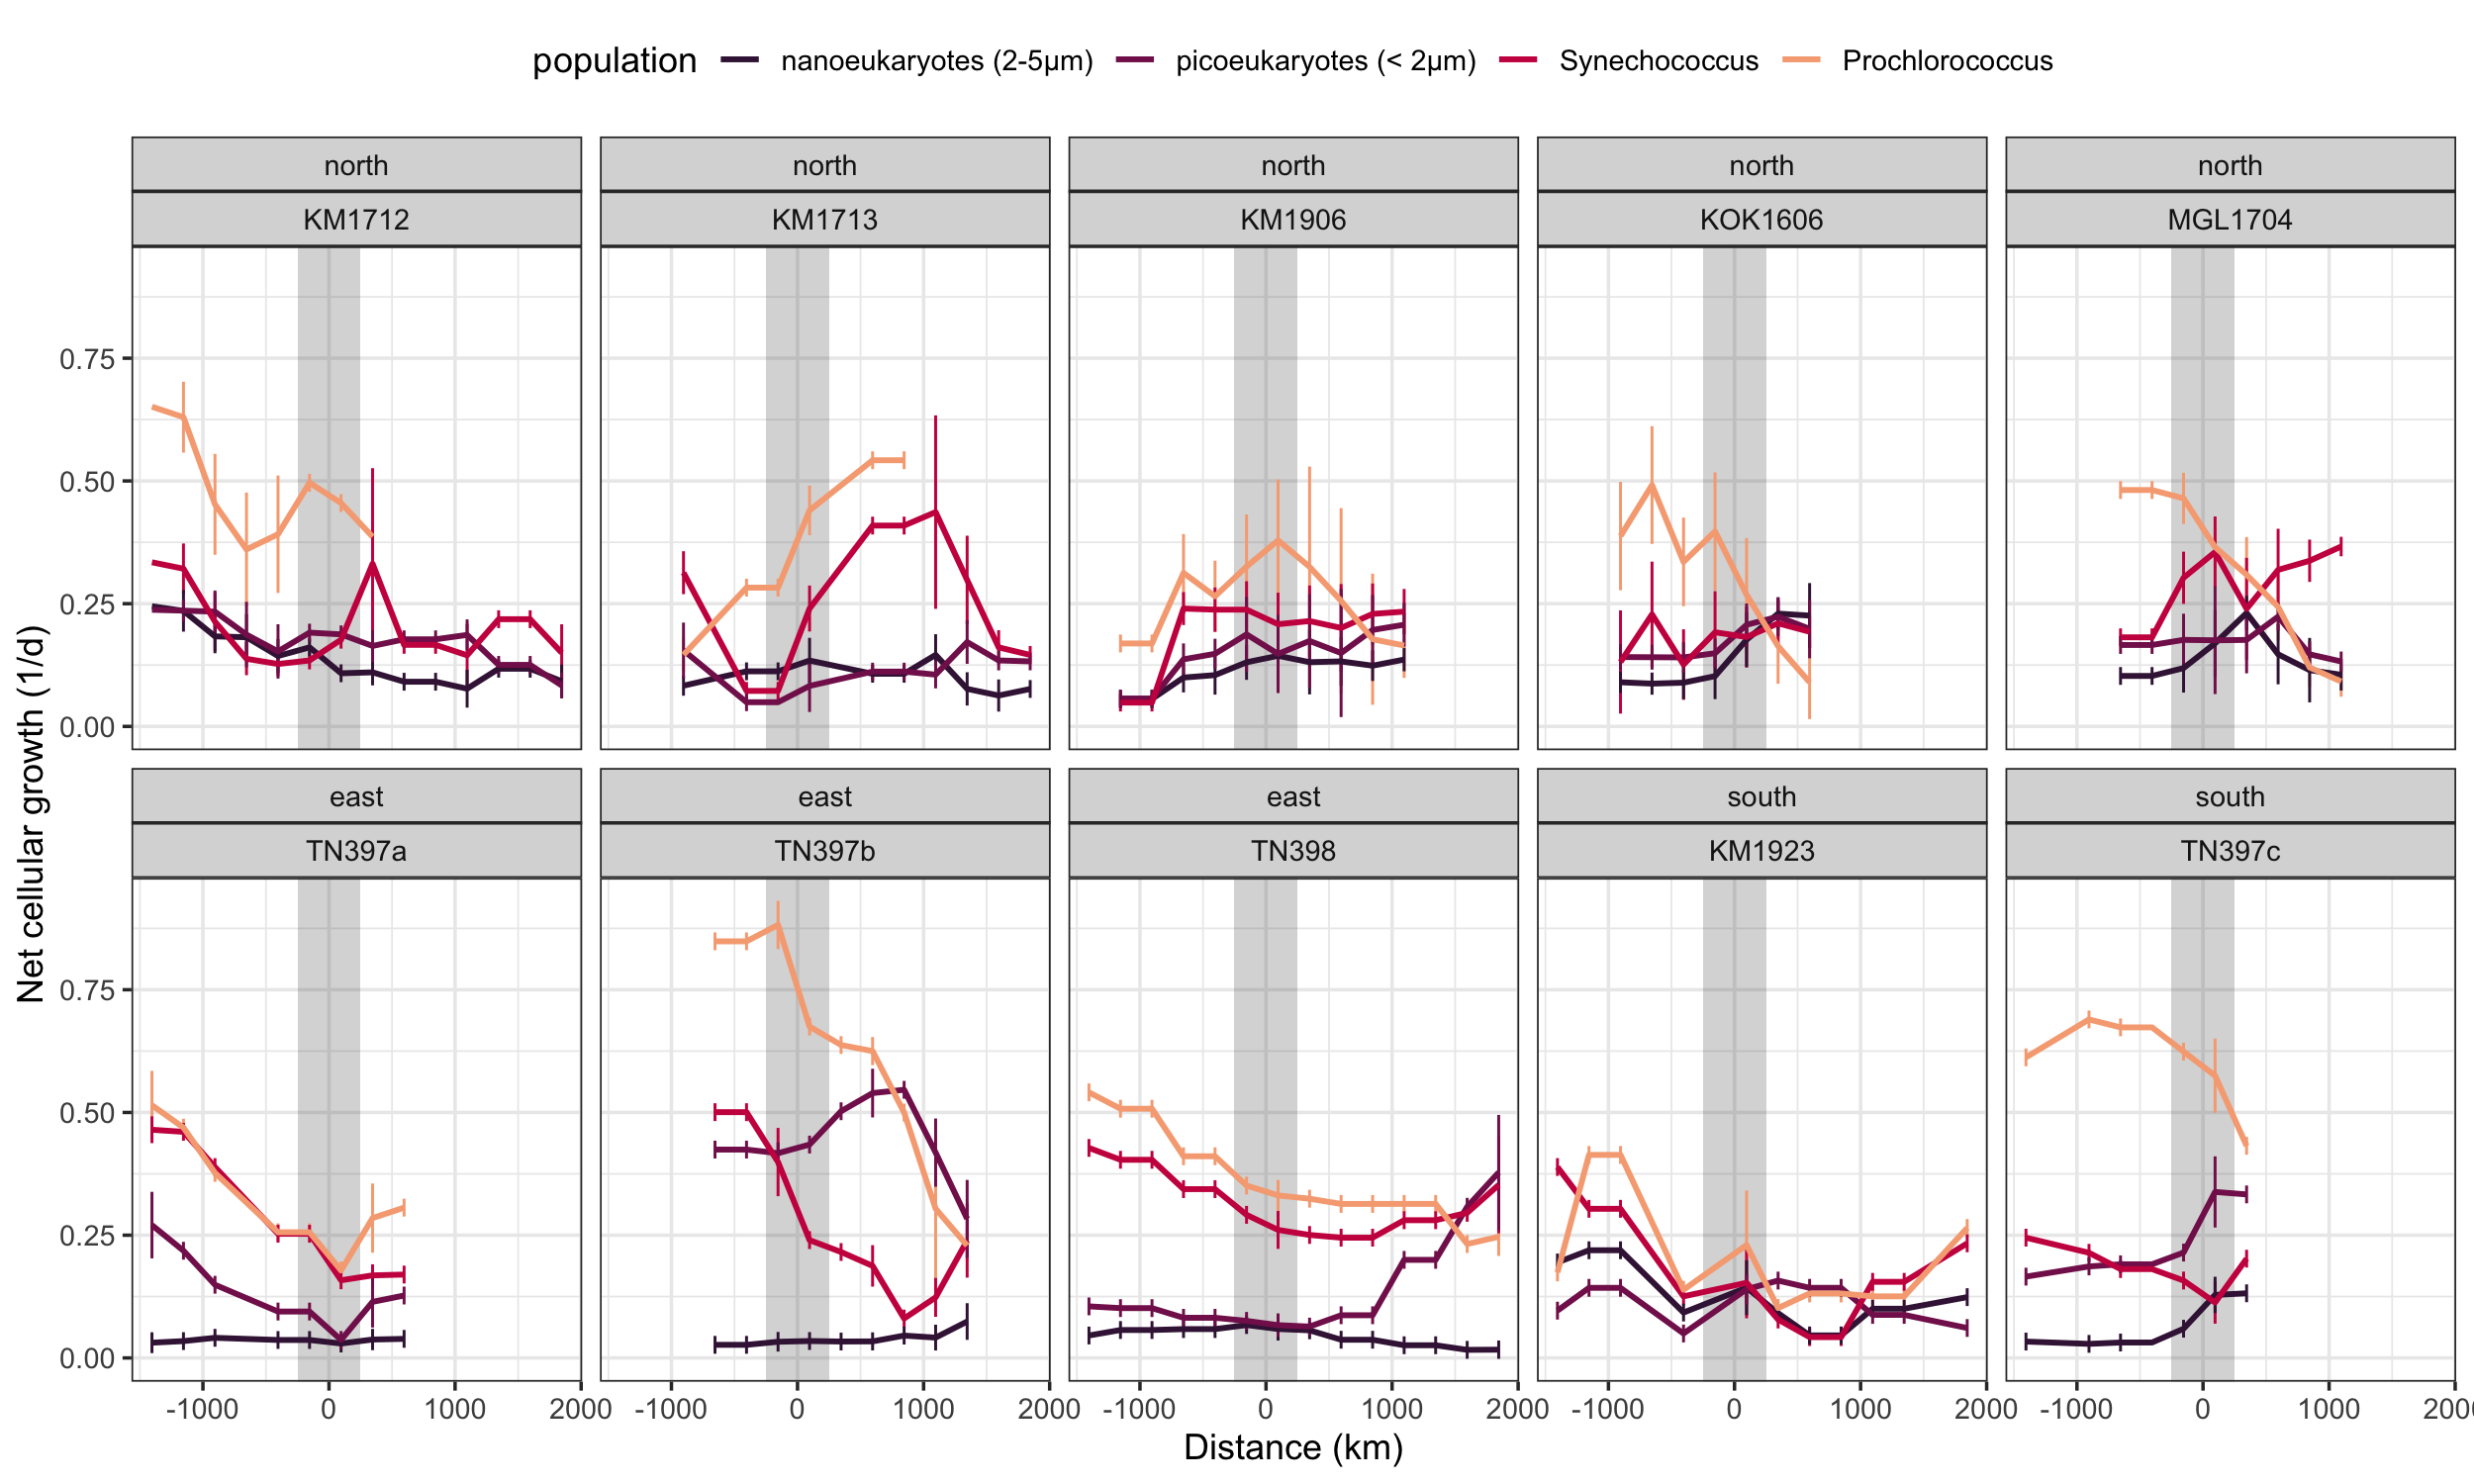 population nanoeukaryotes (2-5μm) picoeukaryotes (< 2μm) Synechococcus Prochlorococcus
north north north north north
KM1712 KM1713 KM1906 KOK1606 MGL1704
0.75
0.50
0.25
0.00
Net cellular growth (1/d)
east east east south south
TN397a TN397b TN398 KM1923 TN397c
0.75
0.50
0.25
0.00
-1000 0 1000 2000 -1000 0 1000 2000 -1000 0 1000 2000 -1000 0 1000 2000 -1000 0 1000 2000
Distance (km)